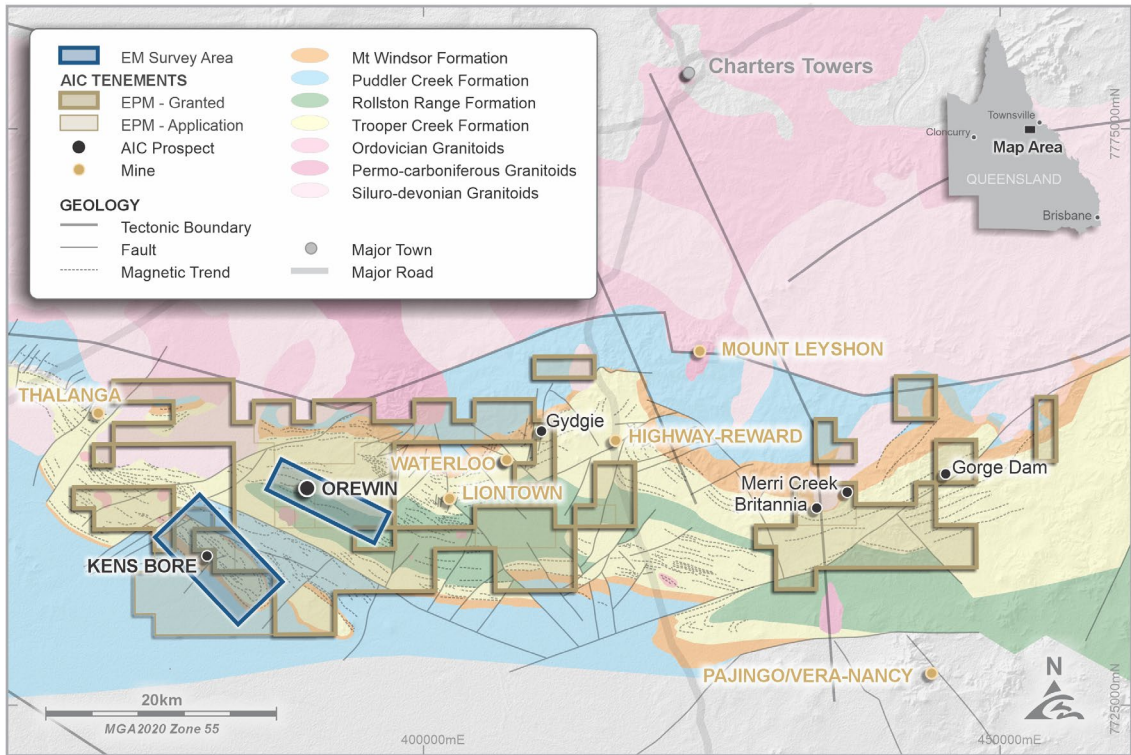 EM Survey Area
AIC TENEMENTS
EPM - Granted
EPM - Application
AIC Prospect
Mine
GEOLOGY
Tectonic Boundary
Fault
Magnetic Trend
Mt Windsor Formation
Puddler Creek Formation
Rollston Range Formation
Trooper Creek Formation
Ordovician Granitoids
Permo-carboniferous Granitoids
Siluro-devonian Granitoids
Major Town
Major Road
Charters Towers
Townsville
Cloncurry
Map Area
QUEENSLAND
Brisbane
7775000mN
MOUNT LEYSHON
THALANGA
Gydgie
HIGHWAY-REWARD
WATERLOO
Gorge Dam
OREWIN
LIONTOWN
Merri Creek
Britannia
KENS BORE
PAJINGO/VERA-NANCY
N
7725000mN
20km
MGA2020 Zone 55
400000mE
450000mE